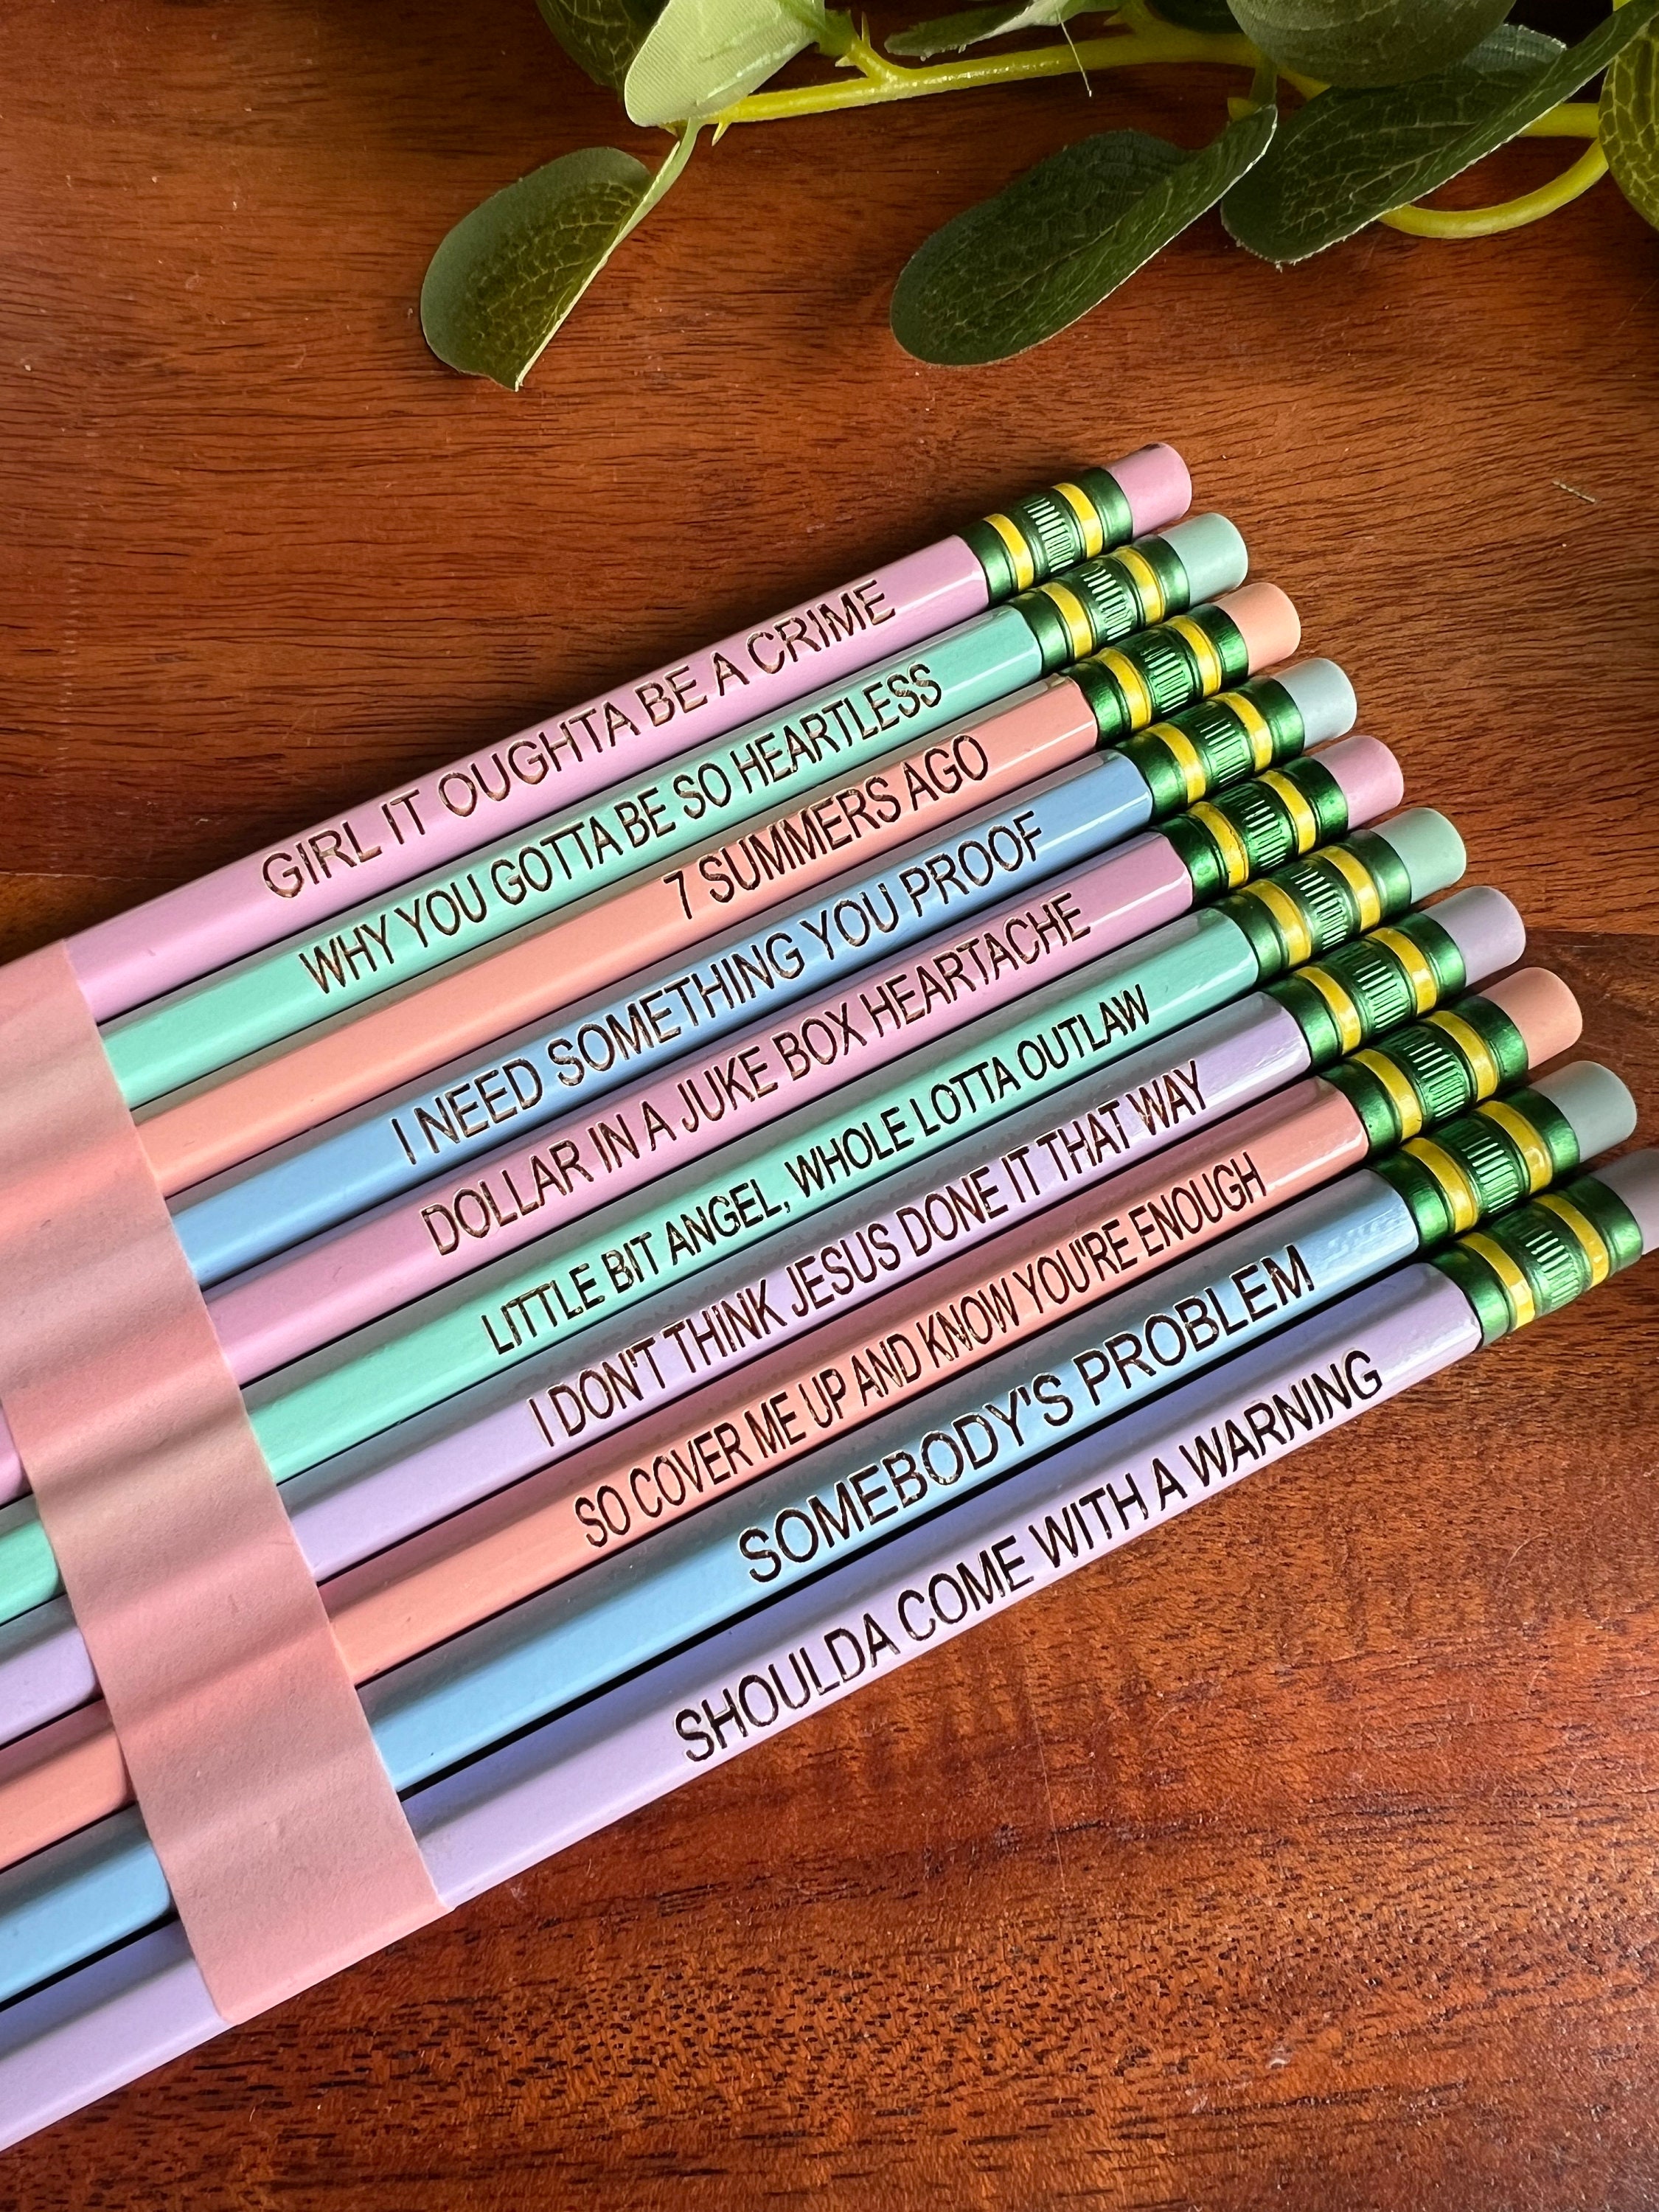 GIRL IT OUGHTA BE A CRIME
WHY YOU GOTTA BE SO HEARTLESS
7 SUMMERS AGO
I NEED SOMETHING YOU PROOF
DOLLAR IN A JUKE BOX HEARTACHE
LITTLE BIT ANGEL, WHOLE LOTTA OUTLAW
I DON'T THINK JESUS DONE IT THAT WAY
SO COVER ME UP AND KNOW YOU'RE ENOUGH
SOMEBODY'S PROBLEM
SHOULDA COME WITH A WARNING